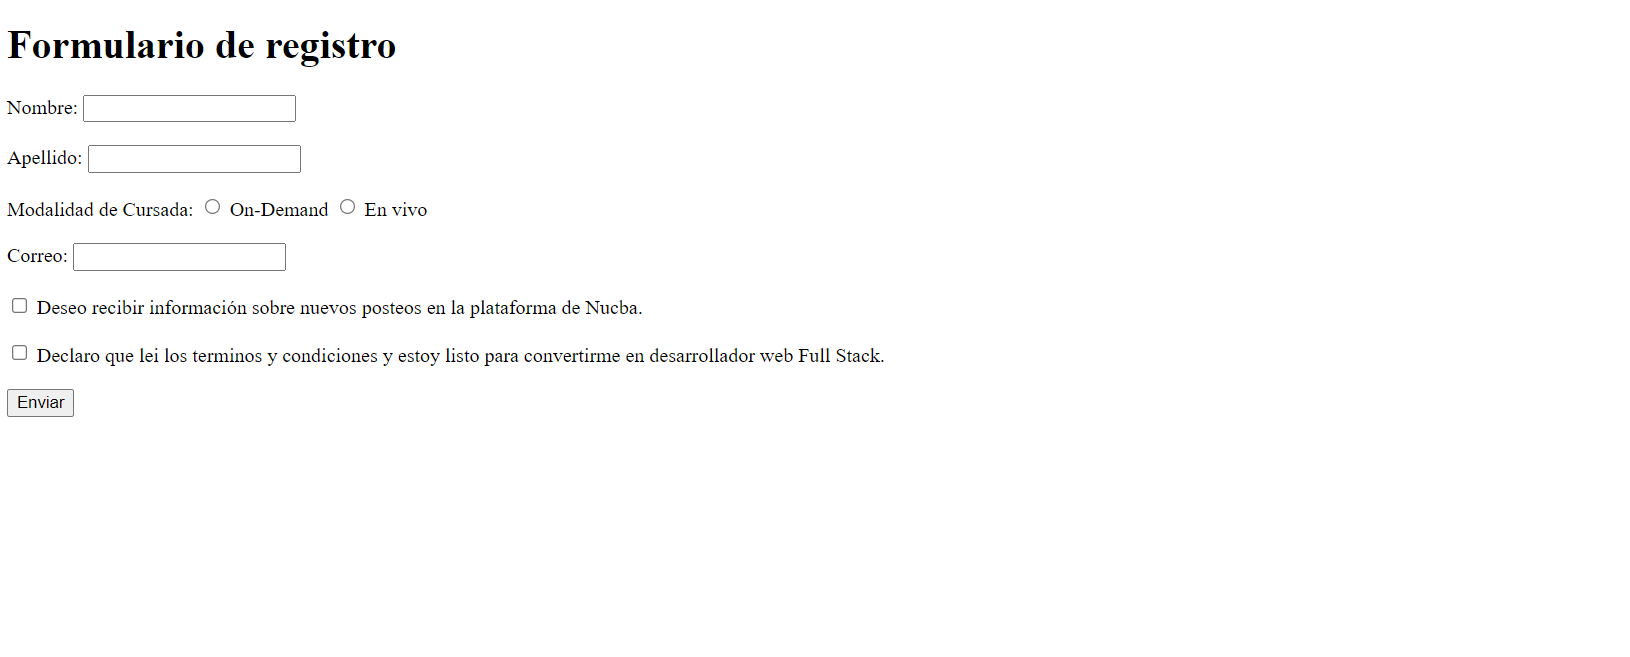 Formulario de registro
Nombre:
Apellido:
Modalidad de Cursada: On-Demand En vivo
Correo:
Deseo recibir información sobre nuevos posteos en la plataforma de Nucba.
Declaro que lei los terminos y condiciones y estoy listo para convertirme en desarrollador web Full Stack.
Enviar